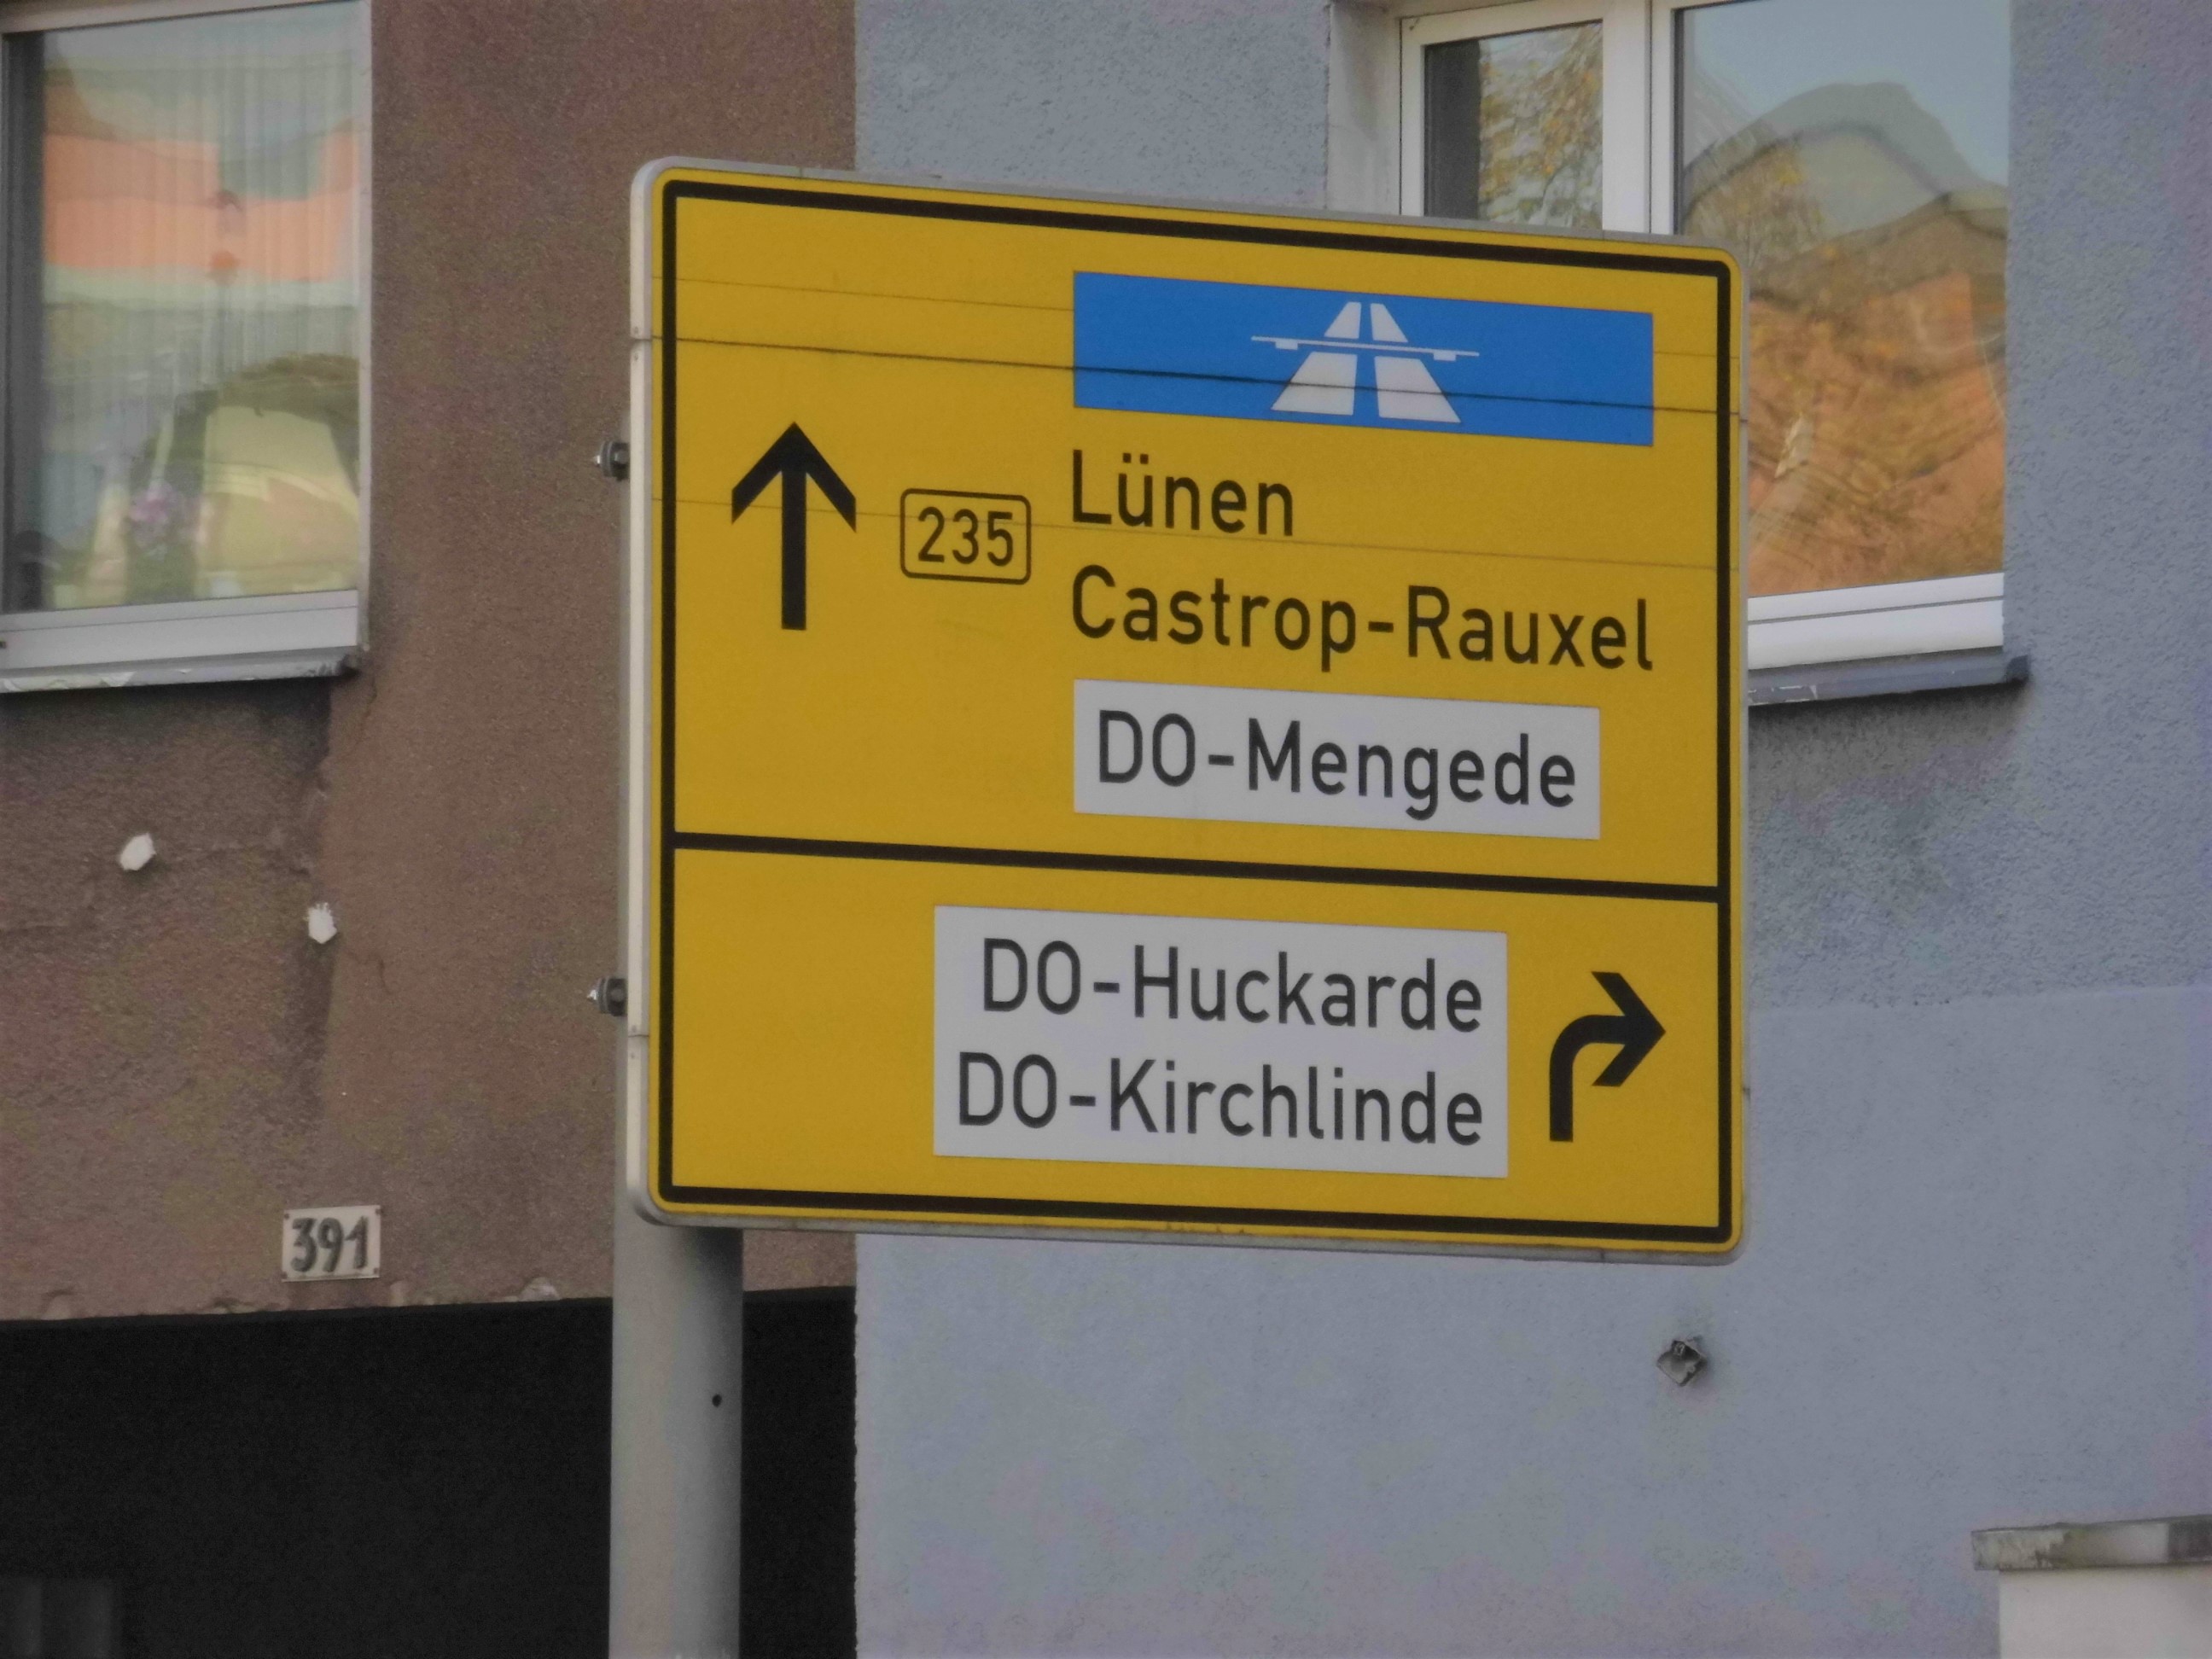 235
Lünen
Castrop-Rauxel
DO-Mengede
DO-Huckarde
DO-Kirchlinde
391